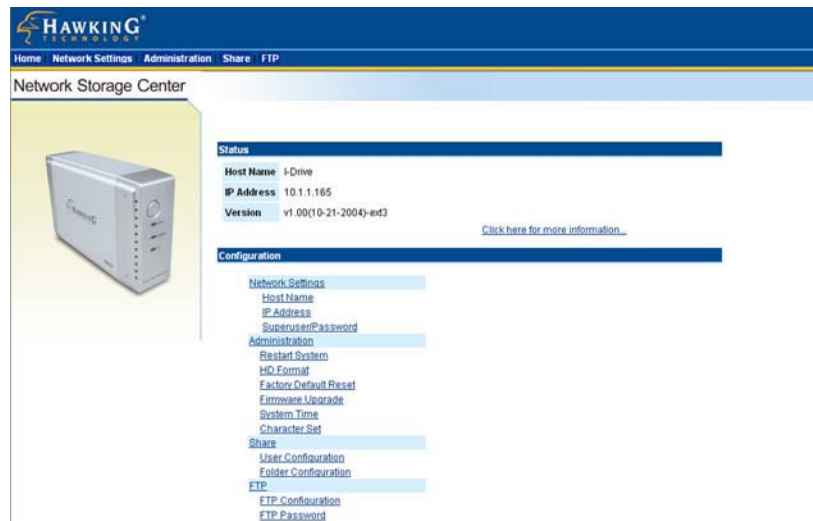 HAWKING®
TECHNOLOGY
Home Network Settings Administration Share FTP
Network Storage Center
HAWKING
Status
Host Name I-Drive
IP Address 10.1.1.165
Version v1.00(10-21-2004)-ext3
Click here for more information...
Configuration
Network Settings
Host Name
IP Address
Superuser/Password
Administration
Restart System
HD Format
Factory Default Reset
Firmware Upgrade
System Time
Character Set
Share
User Configuration
Folder Configuration
FTP
FTP Configuration
FTP Password